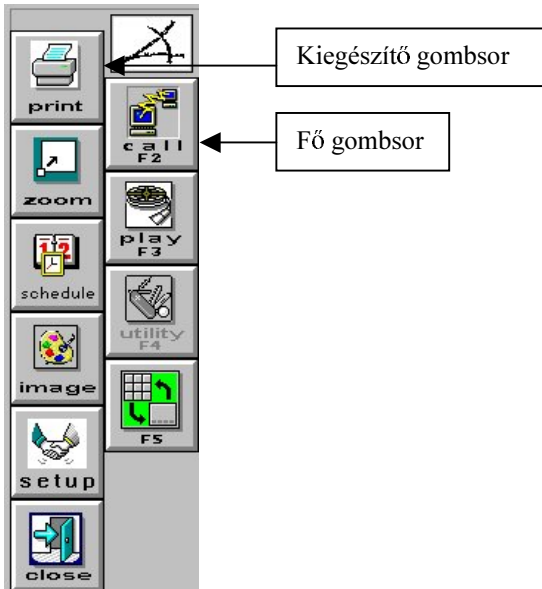 Kiegészítő gombsor
Fő gombsor
print
zoom
schedule
image
setup
close
call
F2
play
F3
utility
F4
F5